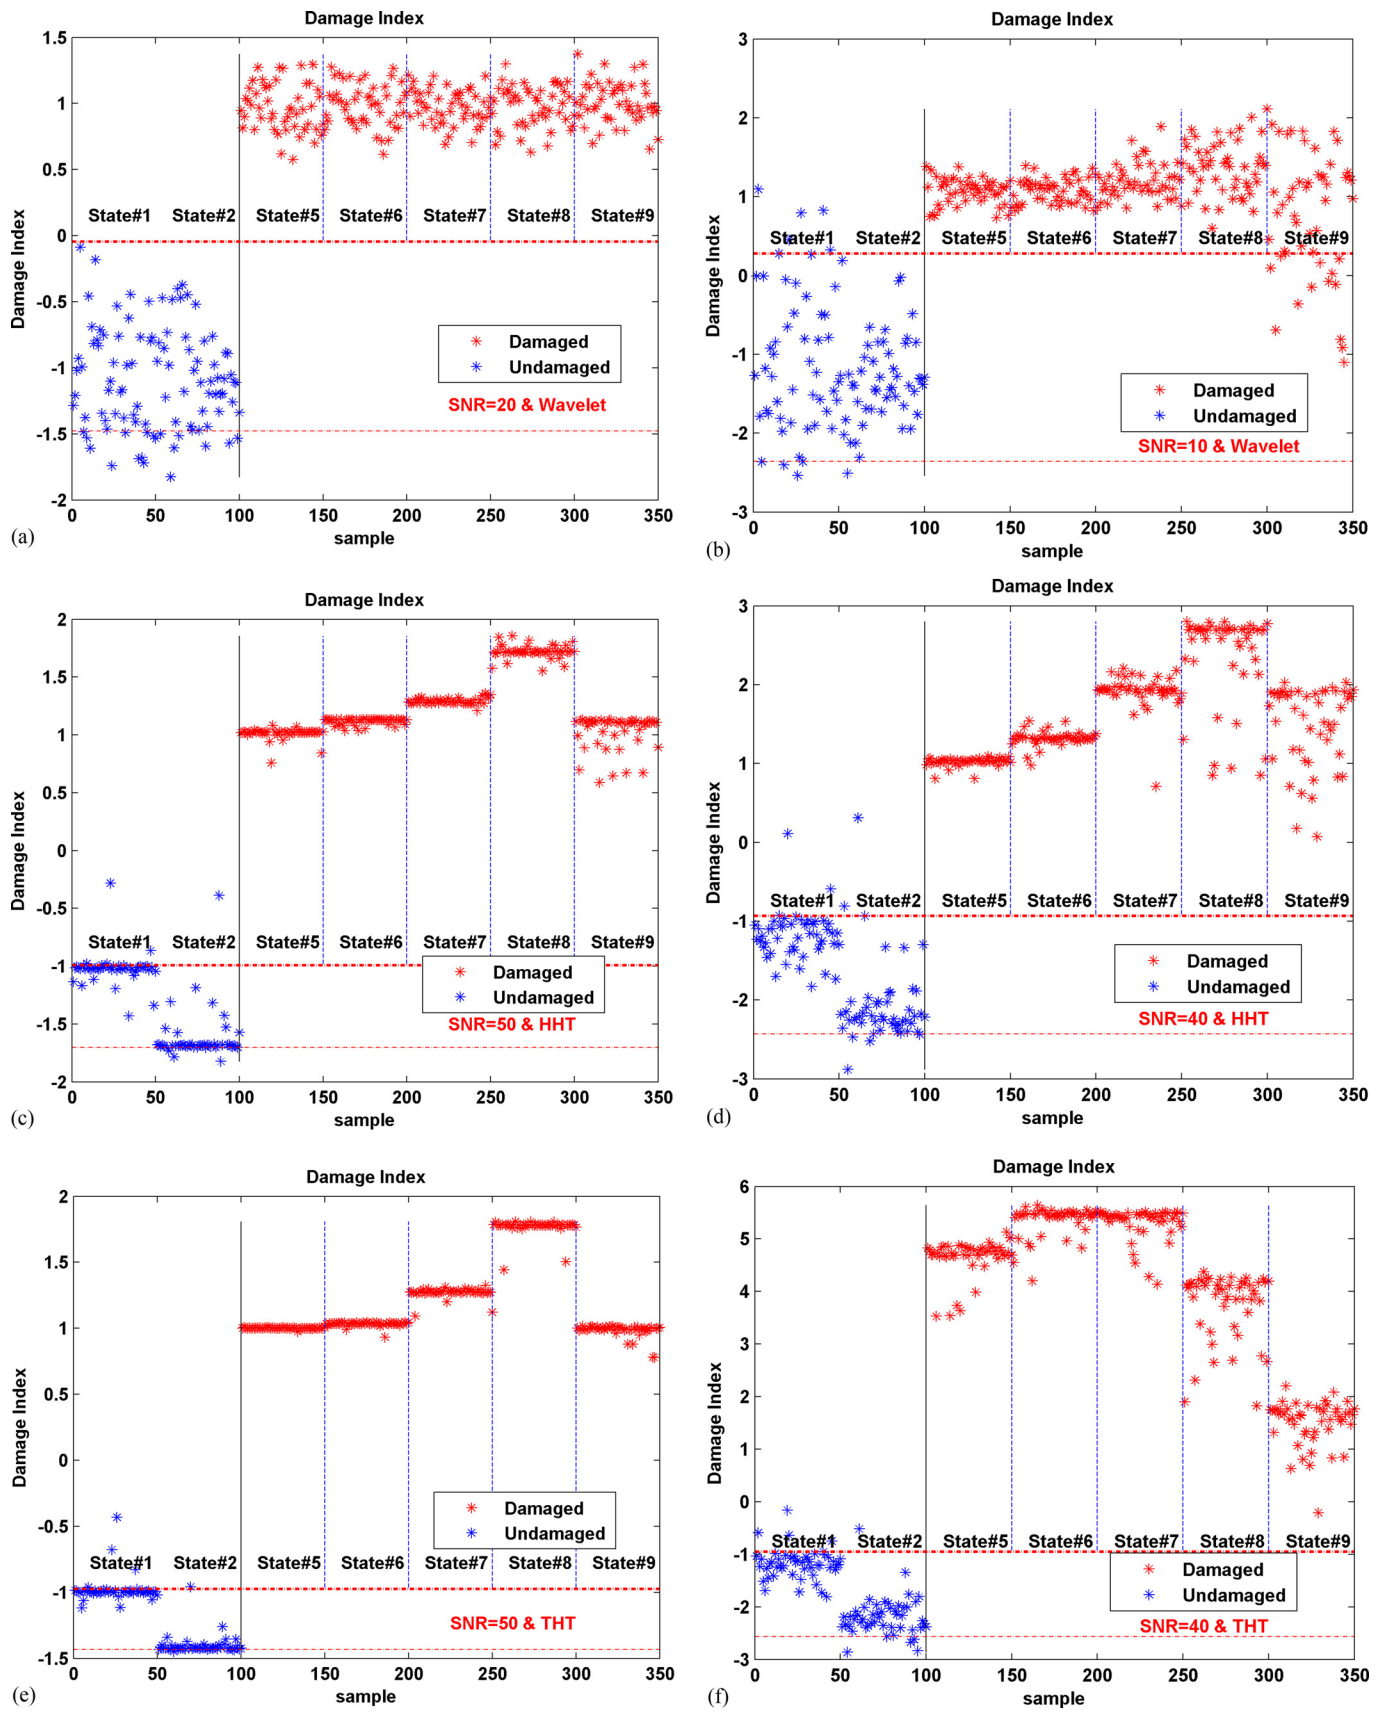 Damage Index
1.5
1
0.5
0
-0.5
-1
-1.5
-2
Damage Index
State#1 State#2 State#5 State#6 State#7 State#8 State#9
Damaged
Undamaged
SNR=20 & Wavelet
0 50 100 150 200 250 300 350
sample
(a)
Damage Index
3
2
1
0
-1
-2
-3
Damage Index
State#1 State#2 State#5 State#6 State#7 State#8 State#9
Damaged
Undamaged
SNR=10 & Wavelet
0 50 100 150 200 250 300 350
sample
(b)
Damage Index
2
1.5
1
0.5
0
-0.5
-1
-1.5
-2
Damage Index
State#1 State#2 State#5 State#6 State#7 State#8 State#9
Damaged
Undamaged
SNR=50 & HHT
0 50 100 150 200 250 300 350
sample
(c)
Damage Index
3
2
1
0
-1
-2
-3
Damage Index
State#1 State#2 State#5 State#6 State#7 State#8 State#9
Damaged
Undamaged
SNR=40 & HHT
0 50 100 150 200 250 300 350
sample
(d)
Damage Index
2
1.5
1
0.5
0
-0.5
-1
-1.5
Damage Index
Damaged
Undamaged
State#1 State#2 State#5 State#6 State#7 State#8 State#9
SNR=50 & THT
0 50 100 150 200 250 300 350
sample
(e)
Damage Index
6
5
4
3
2
1
0
-1
-2
-3
Damage Index
State#1 State#2 State#5 State#6 State#7 State#8 State#9
Damaged
Undamaged
SNR=40 & THT
0 50 100 150 200 250 300 350
sample
(f)